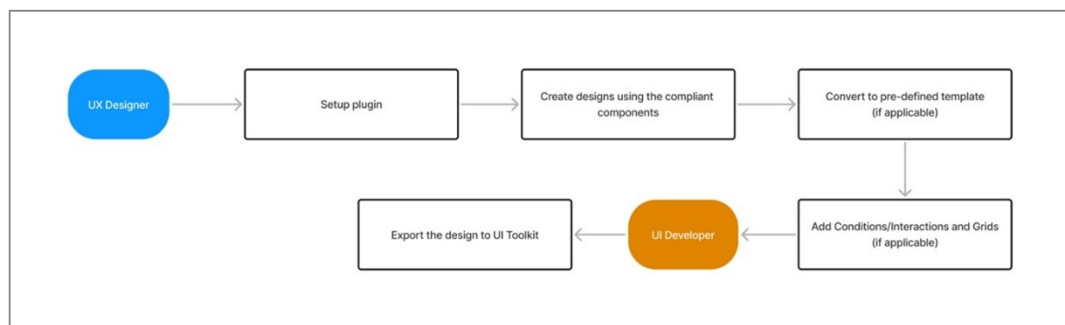 UX Designer
Setup plugin
Create designs using the compliant
components
Convert to pre-defined template
(if applicable)
Add Conditions/Interactions and Grids
(if applicable)
UI Developer
Export the design to UI Toolkit